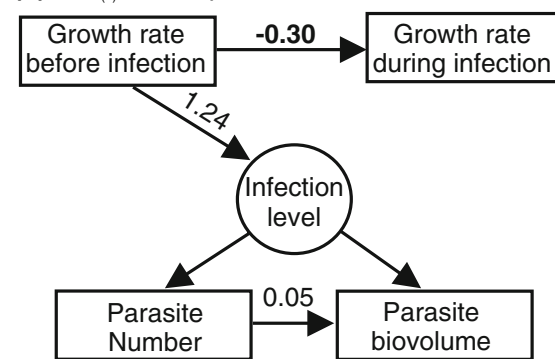 Growth rate
before infection
-0.30
Growth rate
during infection
1.24
Infection
level
Parasite
Number
0.05
Parasite
biovolume